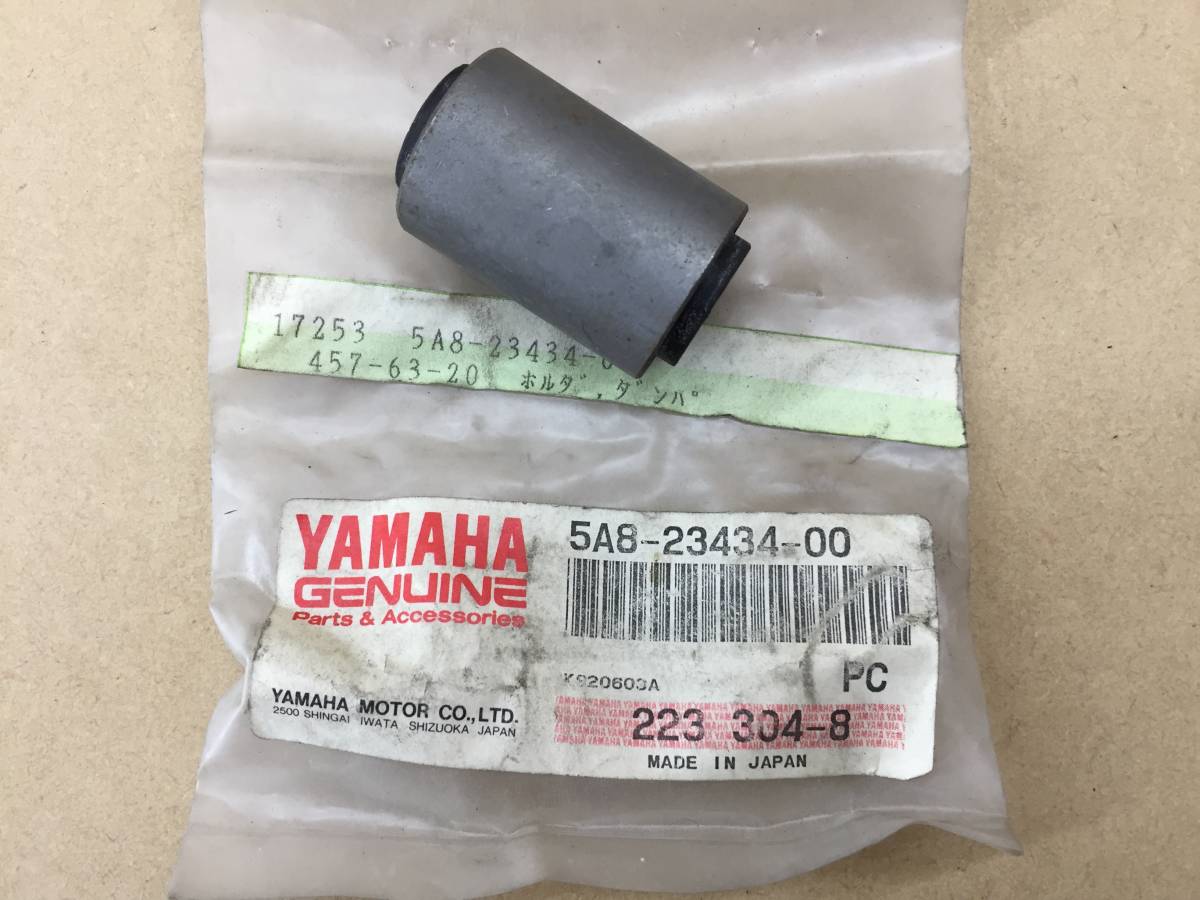 17253 5A8-23434-0
457-63-20 ホルダ゛,ダ゛ンパ゜
YAMAHA
GENUINE
Parts & Accessories
5A8-23434-00
K920603A
PC
YAMAHA MOTOR CO.,LTD.
2500 SHINGAI IWATA SHIZUOKA JAPAN
223 304-8
MADE IN JAPAN